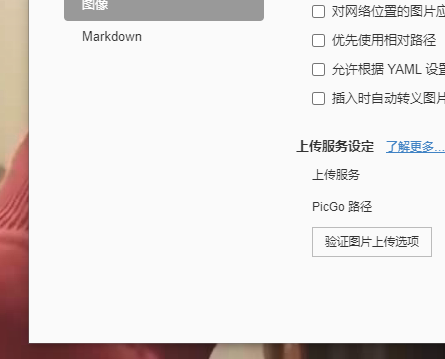 图像
Markdown
对网络位置的图片应
优先使用相对路径
允许根据 YAML 设置
插入时自动转义图片
上传服务设定 了解更多...
上传服务
PicGo 路径
验证图片上传选项